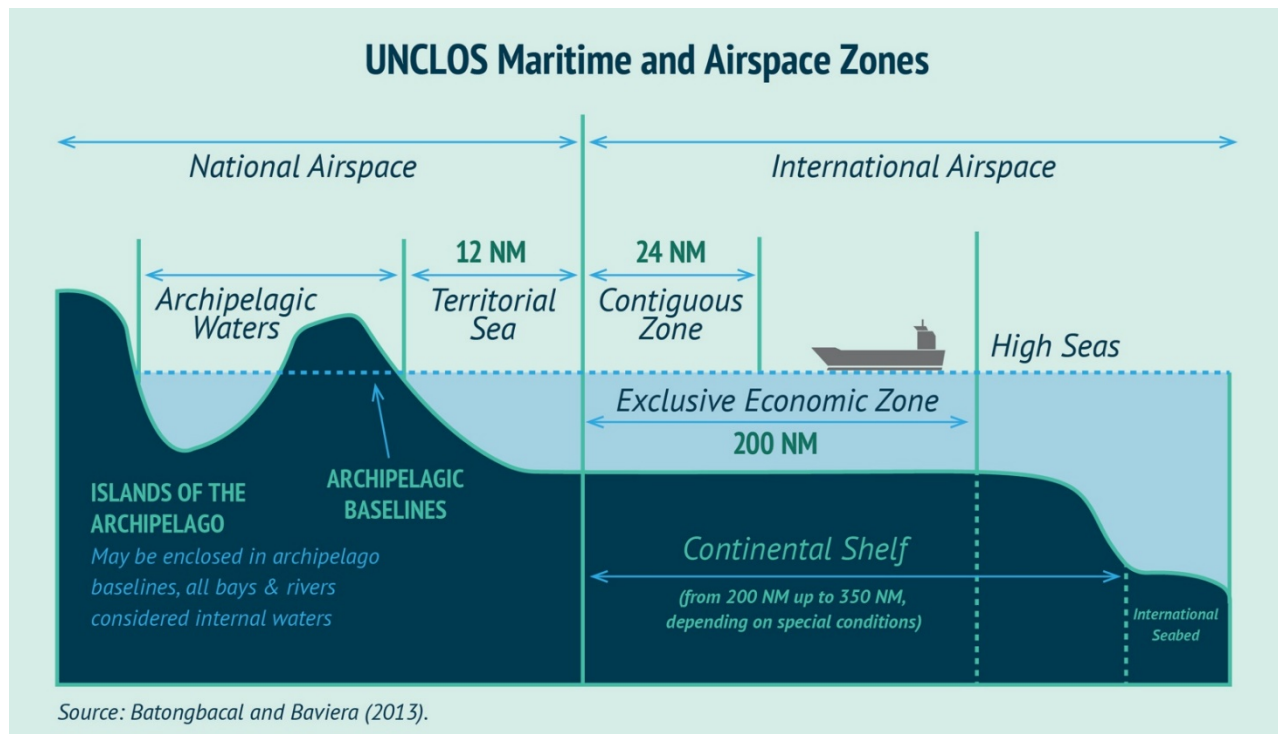 UNCLOS Maritime and Airspace Zones
National Airspace
International Airspace
12 NM
24 NM
Archipelagic
Waters
Territorial
Sea
Contiguous
Zone
High Seas
Exclusive Economic Zone
200 NM
ARCHIPELAGIC
BASELINES
ISLANDS OF THE
ARCHIPELAGO
May be enclosed in archipelago
baselines, all bays & rivers
considered internal waters
Continental Shelf
(from 200 NM up to 350 NM,
depending on special conditions)
International
Seabed
Source: Batongbacal and Baviera (2013).